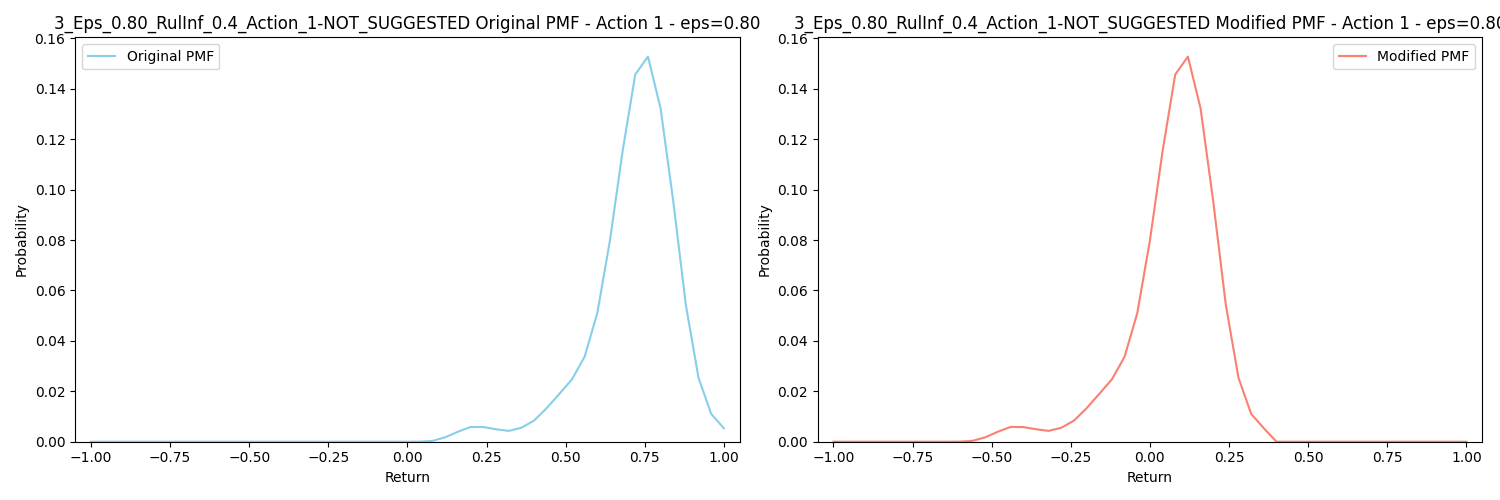 3_Eps_0.80_RulInf_0.4_Action_1-NOT_SUGGESTED Original PMF - Action 1 - eps=0.80
Original PMF
0.16
0.14
0.12
0.10
0.08
0.06
0.04
0.02
0.00
Probability
−1.00 −0.75 −0.50 −0.25 0.00 0.25 0.50 0.75 1.00
Return
3_Eps_0.80_RulInf_0.4_Action_1-NOT_SUGGESTED Modified PMF - Action 1 - eps=0.80
Modified PMF
0.16
0.14
0.12
0.10
0.08
0.06
0.04
0.02
0.00
Probability
−1.00 −0.75 −0.50 −0.25 0.00 0.25 0.50 0.75 1.00
Return